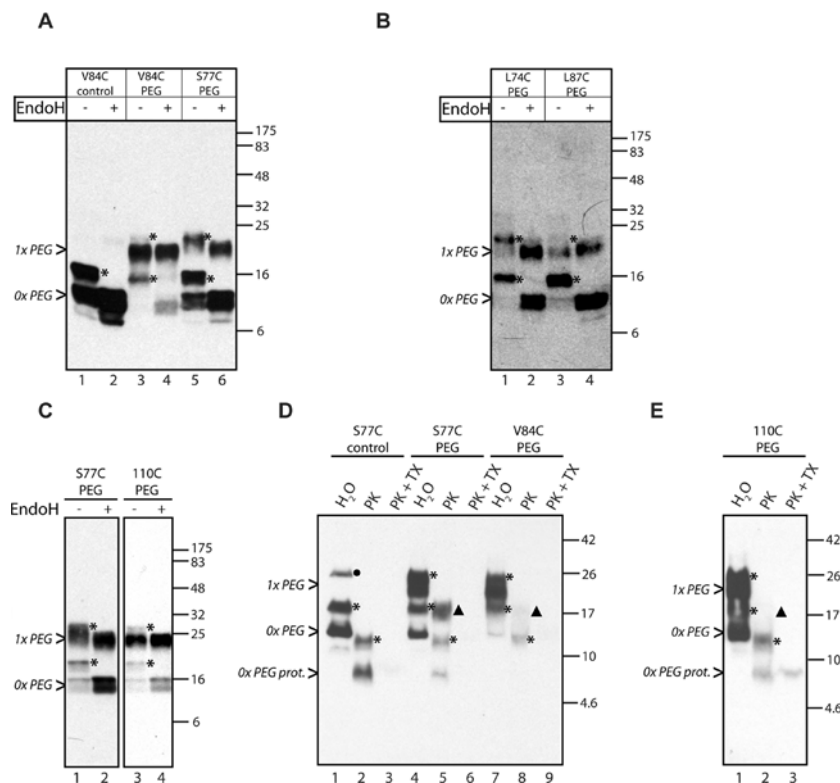 A
V84C control V84C PEG S77C PEG
EndoH - + - + - +
175
83
48
32
25
1x PEG
16
0x PEG
6
1 2 3 4 5 6
B
L74C PEG L87C PEG
EndoH - + - +
175
83
48
32
25
1x PEG
16
0x PEG
6
1 2 3 4
C
S77C PEG 110C PEG
EndoH - + - +
175
83
48
32
25
1x PEG
16
0x PEG
6
1 2 3 4
D
S77C control S77C PEG V84C PEG
H2O PK PK + TX H2O PK PK + TX H2O PK PK + TX
42
26
1x PEG
17
0x PEG
10
0x PEG prot.
4.6
1 2 3 4 5 6 7 8 9
E
110C PEG
H2O PK PK + TX
42
26
1x PEG
17
0x PEG
10
0x PEG prot.
4.6
1 2 3